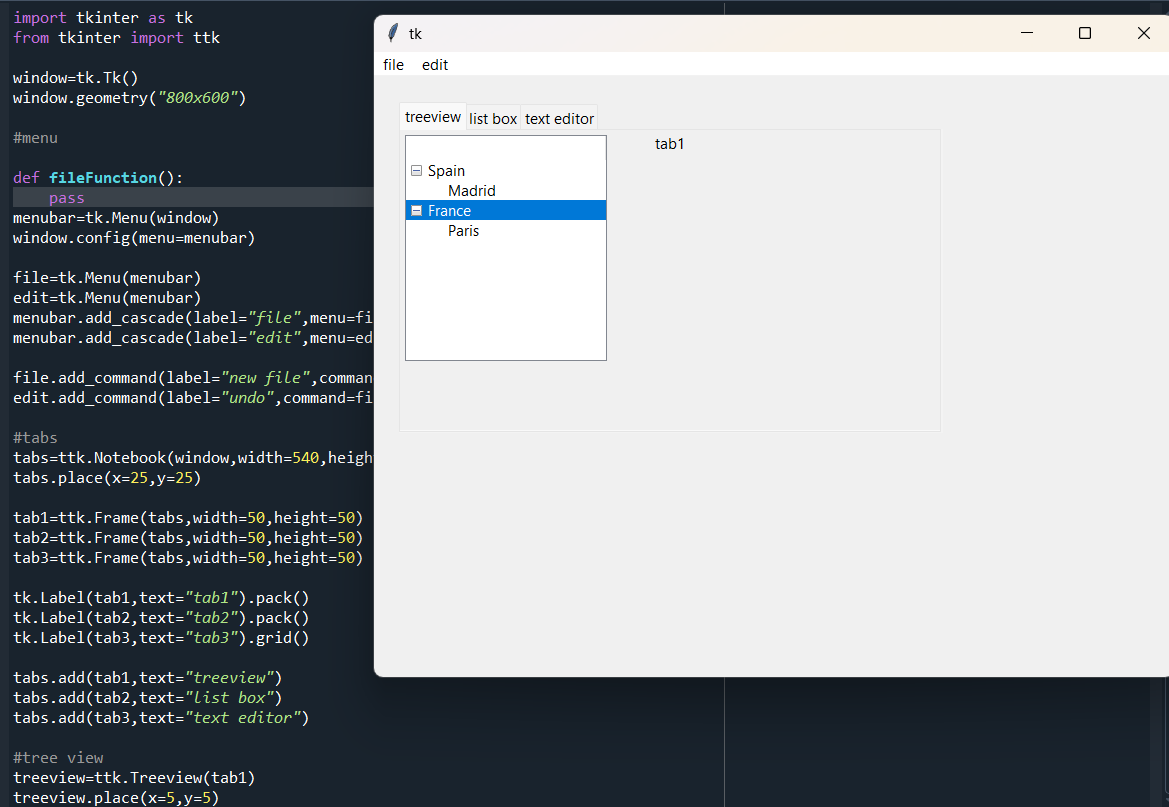 import tkinter as tk
from tkinter import ttk
window=tk.Tk()
window.geometry("800x600")
#menu
def fileFunction():
    pass
menubar=tk.Menu(window)
window.config(menu=menubar)
file=tk.Menu(menubar)
edit=tk.Menu(menubar)
menubar.add_cascade(label="file",menu=fi
menubar.add_cascade(label="edit",menu=ed
file.add_command(label="new file",comman
edit.add_command(label="undo",command=fi
#tabs
tabs=ttk.Notebook(window,width=540,heigh
tabs.place(x=25,y=25)
tab1=ttk.Frame(tabs,width=50,height=50)
tab2=ttk.Frame(tabs,width=50,height=50)
tab3=ttk.Frame(tabs,width=50,height=50)
tk.Label(tab1,text="tab1").pack()
tk.Label(tab2,text="tab2").pack()
tk.Label(tab3,text="tab3").grid()
tabs.add(tab1,text="treeview")
tabs.add(tab2,text="list box")
tabs.add(tab3,text="text editor")
#tree view
treeview=ttk.Treeview(tab1)
treeview.place(x=5,y=5)
tk
file edit
treeview list box text editor
tab1
Spain
Madrid
France
Paris